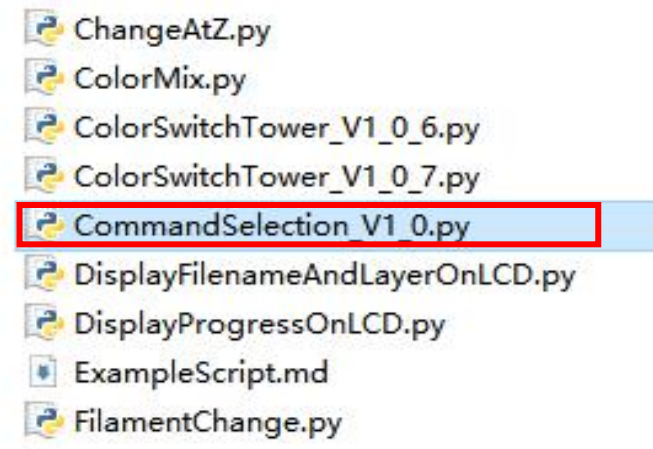 ChangeAtZ.py
ColorMix.py
ColorSwitchTower_V1_0_6.py
ColorSwitchTower_V1_0_7.py
CommandSelection_V1_0.py
DisplayFilenameAndLayerOnLCD.py
DisplayProgressOnLCD.py
ExampleScript.md
FilamentChange.py